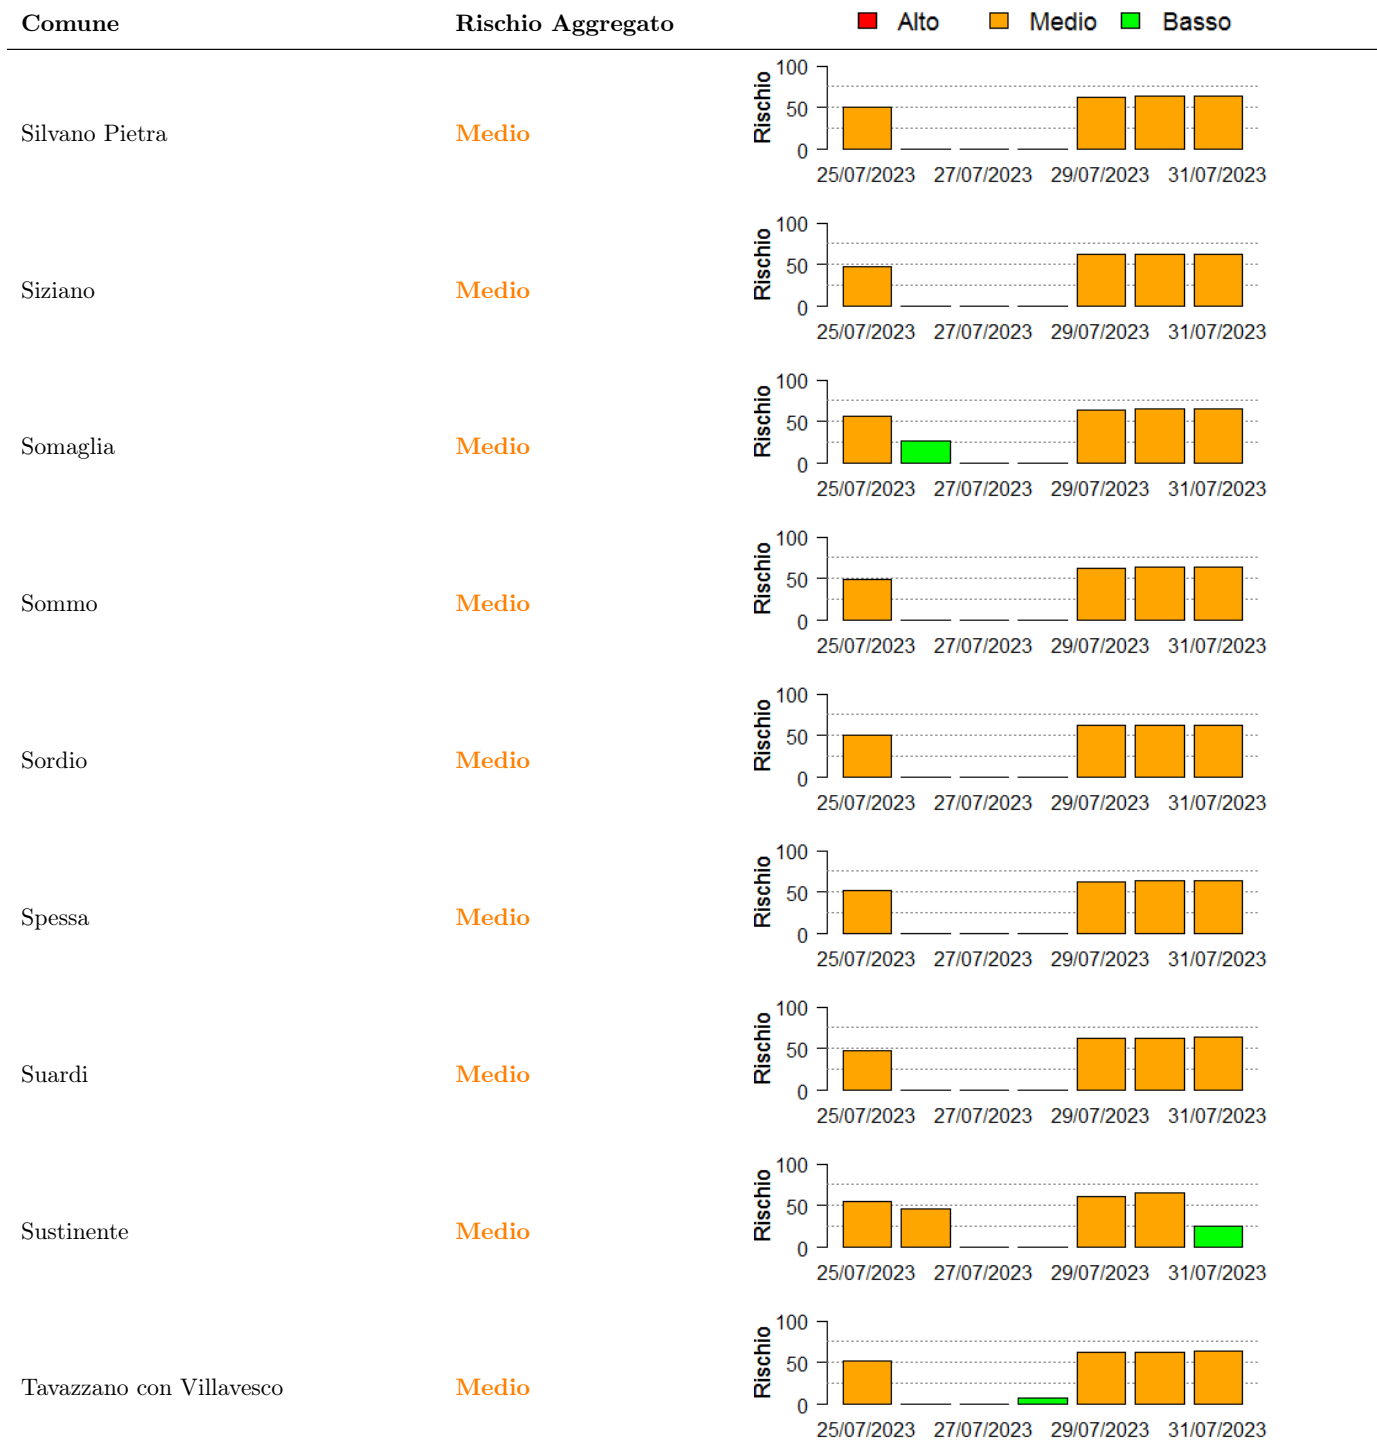 Comune Rischio Aggregato Alto Medio Basso
Silvano Pietra Medio Rischio 100 50 0
25/07/2023 27/07/2023 29/07/2023 31/07/2023
Siziano Medio Rischio 100 50 0
25/07/2023 27/07/2023 29/07/2023 31/07/2023
Somaglia Medio Rischio 100 50 0
25/07/2023 27/07/2023 29/07/2023 31/07/2023
Sommo Medio Rischio 100 50 0
25/07/2023 27/07/2023 29/07/2023 31/07/2023
Sordio Medio Rischio 100 50 0
25/07/2023 27/07/2023 29/07/2023 31/07/2023
Spessa Medio Rischio 100 50 0
25/07/2023 27/07/2023 29/07/2023 31/07/2023
Suardi Medio Rischio 100 50 0
25/07/2023 27/07/2023 29/07/2023 31/07/2023
Sustinente Medio Rischio 100 50 0
25/07/2023 27/07/2023 29/07/2023 31/07/2023
Tavazzano con Villavesco Medio Rischio 100 50 0
25/07/2023 27/07/2023 29/07/2023 31/07/2023